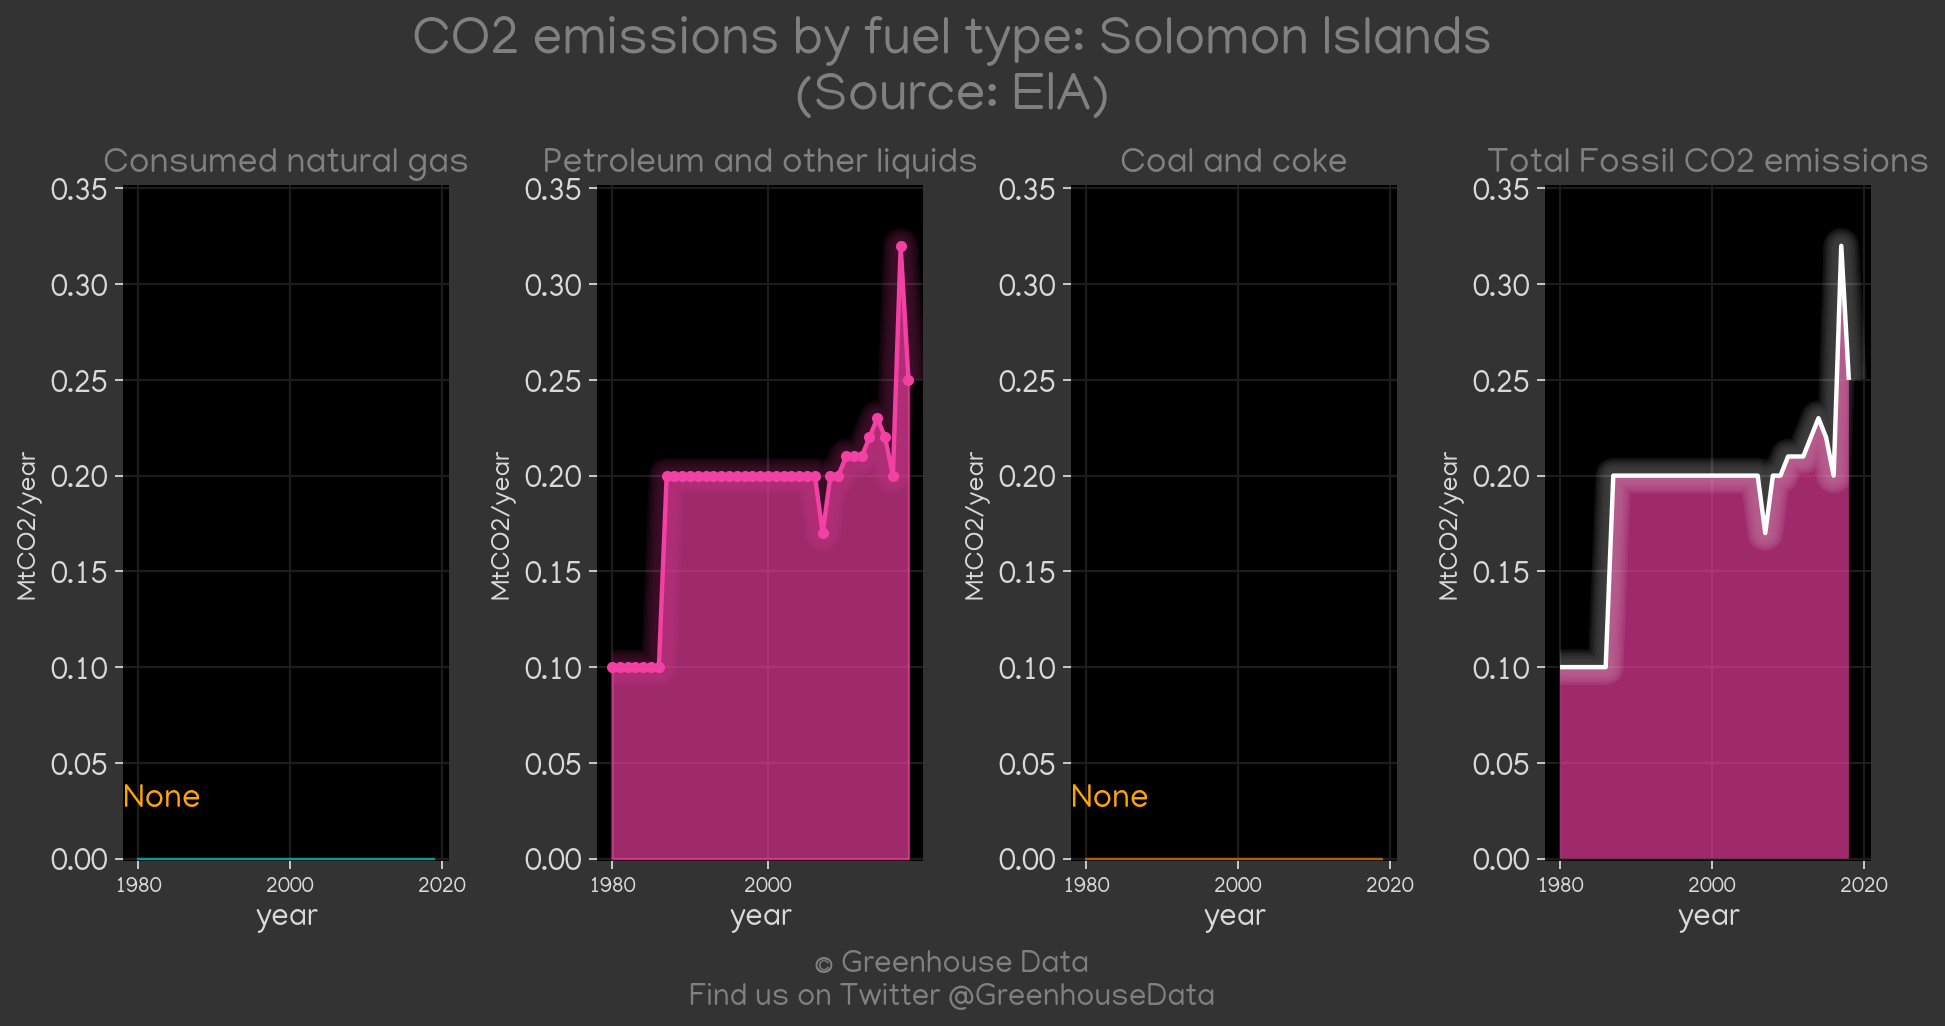 CO2 emissions by fuel type: Solomon Islands
(Source: EIA)
Consumed natural gas
0.35
0.30
0.25
0.20
0.15
0.10
0.05
0.00
MtCO2/year
None
1980 2000 2020
year
Petroleum and other liquids
0.35
0.30
0.25
0.20
0.15
0.10
0.05
0.00
MtCO2/year
1980 2000
year
Coal and coke
0.35
0.30
0.25
0.20
0.15
0.10
0.05
0.00
MtCO2/year
None
1980 2000 2020
year
Total Fossil CO2 emissions
0.35
0.30
0.25
0.20
0.15
0.10
0.05
0.00
MtCO2/year
1980 2000 2020
year
© Greenhouse Data
Find us on Twitter @GreenhouseData